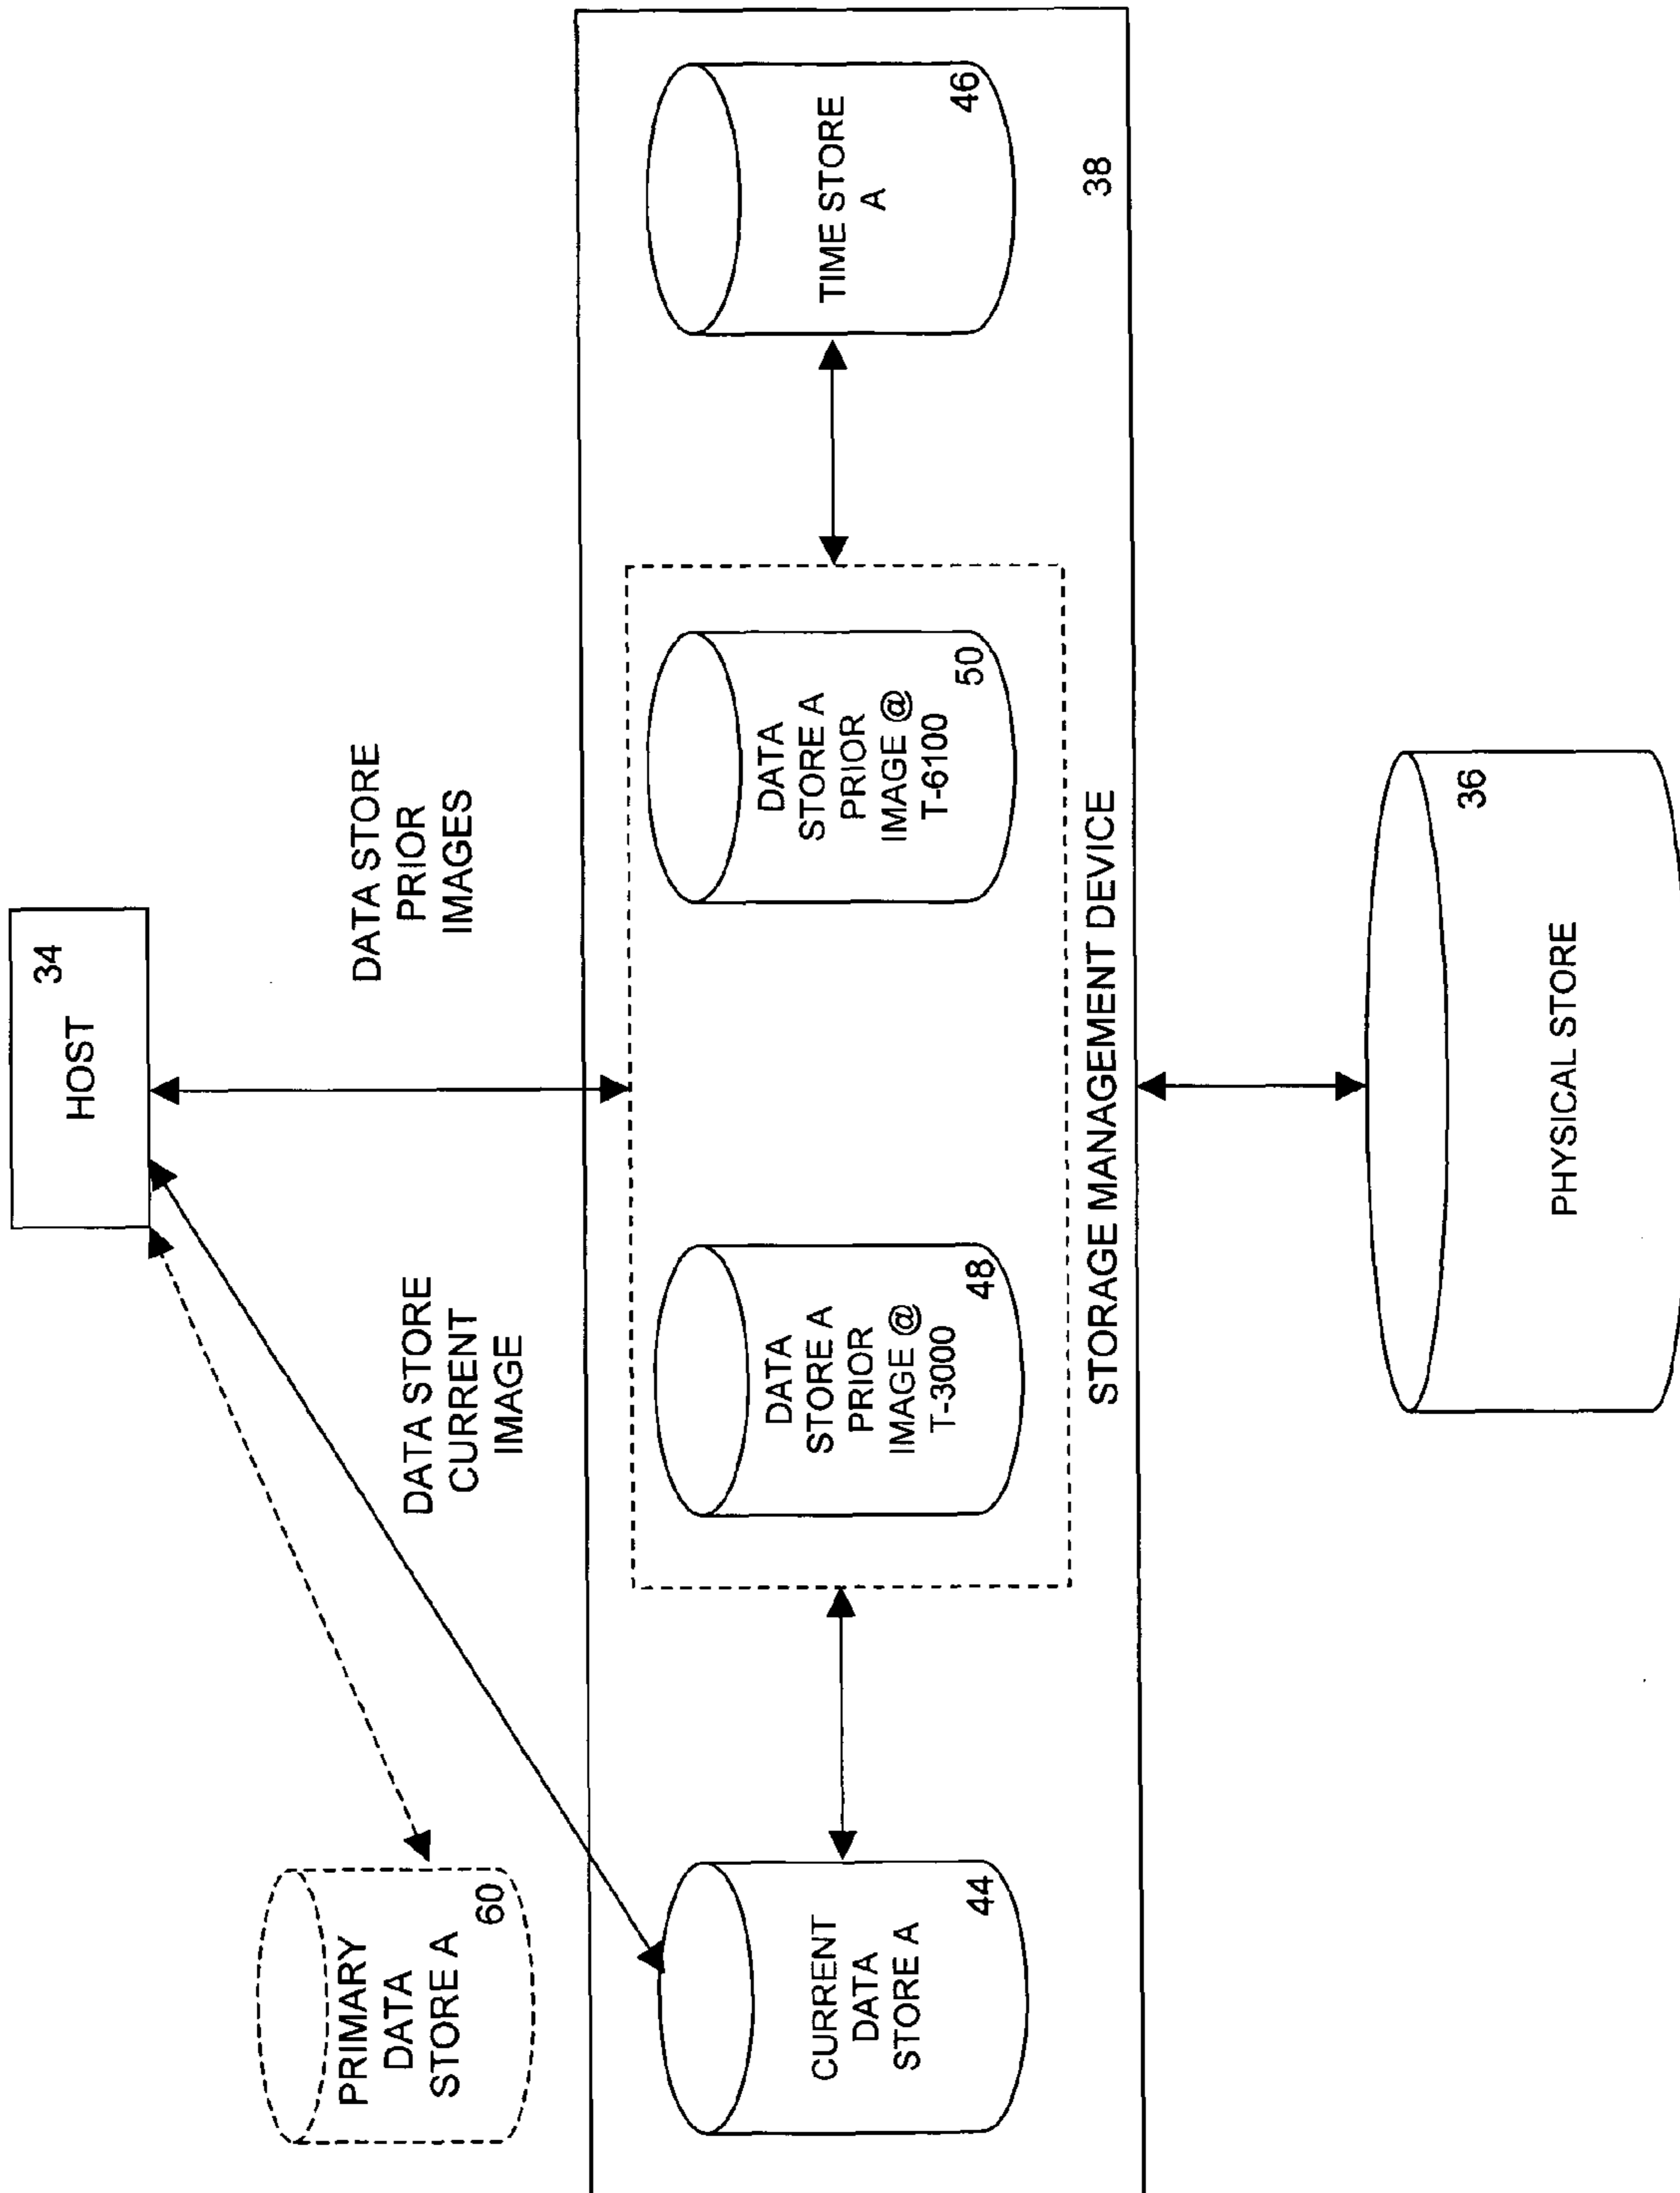 HOST
34
DATA STORE
PRIOR
IMAGES
DATA STORE
CURRENT
IMAGE
PRIMARY
DATA
STORE A
60
CURRENT
DATA
STORE A
44
DATA
STORE A
PRIOR
IMAGE @
T-3000
48
DATA
STORE A
PRIOR
IMAGE @
T-6100
50
TIME STORE
A
46
STORAGE MANAGEMENT DEVICE
38
36
PHYSICAL STORE